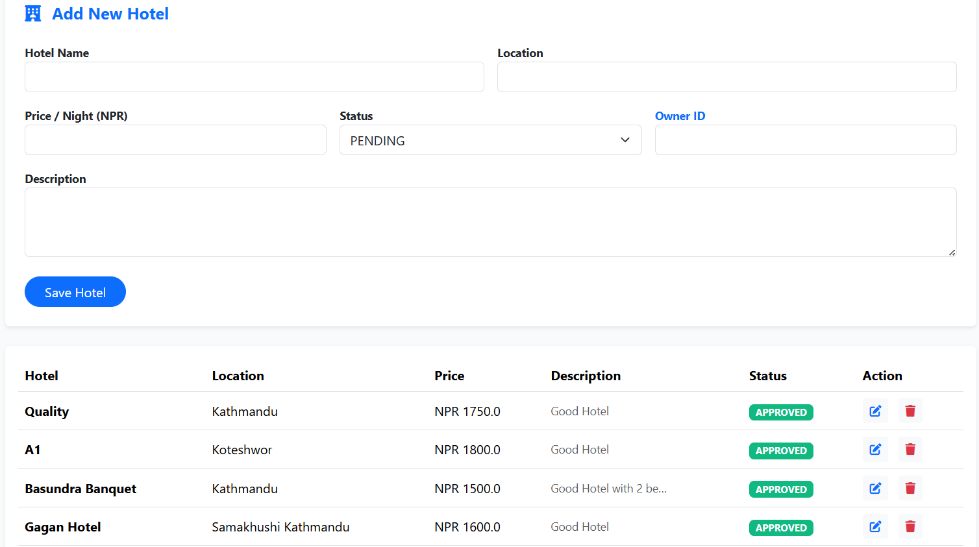 Add New Hotel
Hotel Name Location
Price / Night (NPR) Status Owner ID
PENDING
Description
Save Hotel
Hotel Location Price Description Status Action
Quality Kathmandu NPR 1750.0 Good Hotel APPROVED
A1 Koteshwor NPR 1800.0 Good Hotel APPROVED
Basundra Banquet Kathmandu NPR 1500.0 Good Hotel with 2 be... APPROVED
Gagan Hotel Samakhushi Kathmandu NPR 1600.0 Good Hotel APPROVED